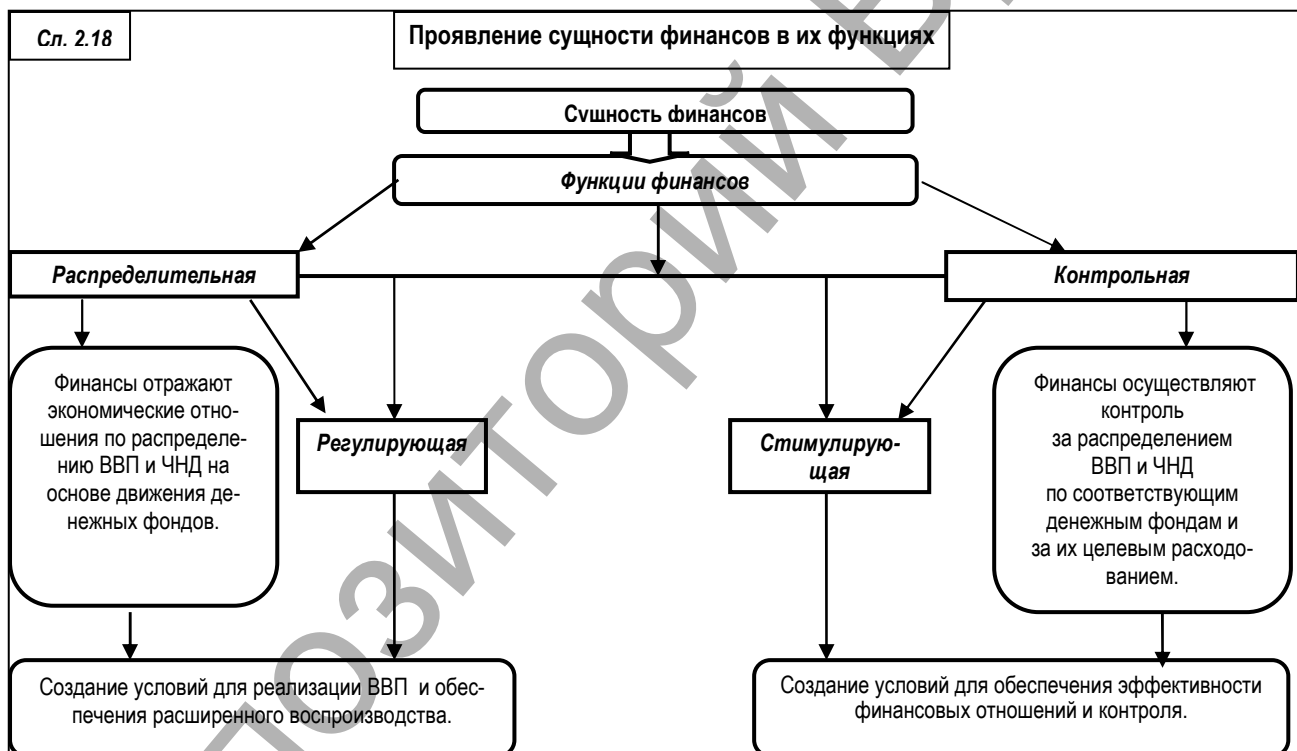 Сл. 2.18
Проявление сущности финансов в их функциях
Сущность финансов
Функции финансов
Распределительная
Контрольная
Финансы отражают
экономические отно-
шения по распределе-
нию ВВП и ЧНД на
основе движения де-
нежных фондов.
Регулирующая
Стимулирую-
щая
Финансы осуществляют
контроль
за распределением
ВВП и ЧНД
по соответствующим
денежным фондам и
за их целевым расходо-
ванием.
Создание условий для реализации ВВП и обес-
печения расширенного воспроизводства.
Создание условий для обеспечения эффективности
финансовых отношений и контроля.